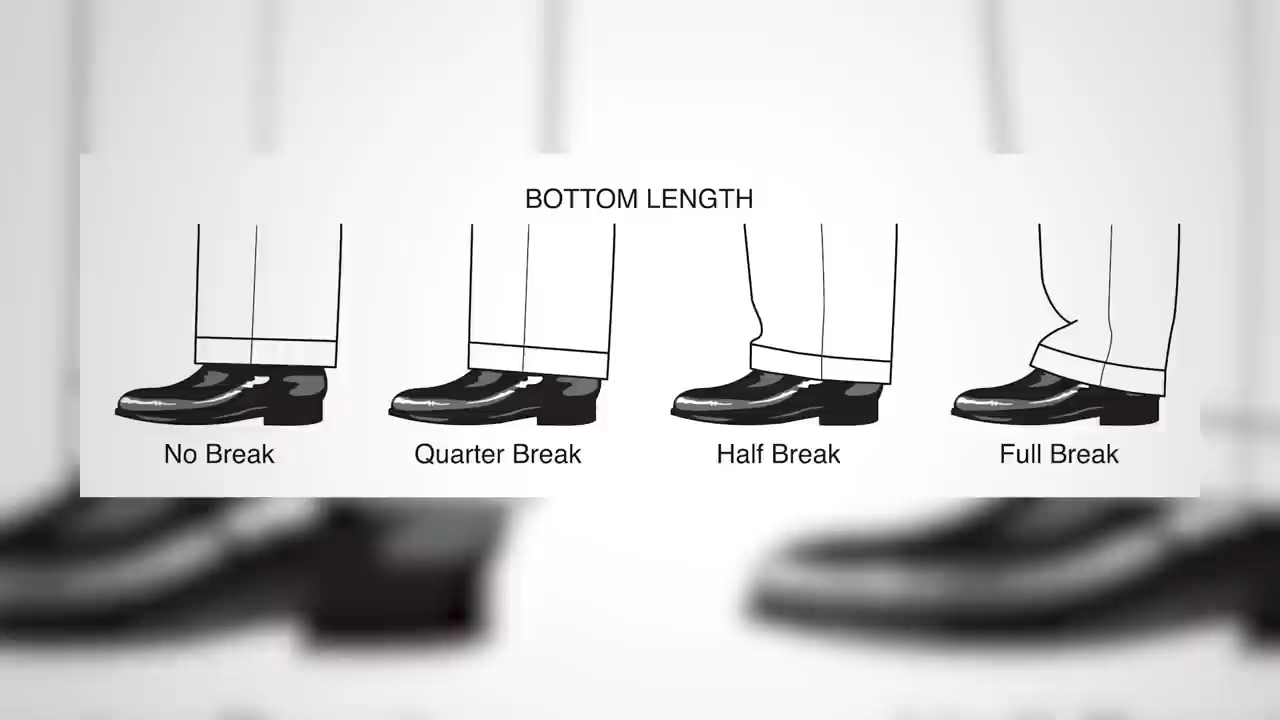 BOTTOM LENGTH
No Break
Quarter Break
Half Break
Full Break